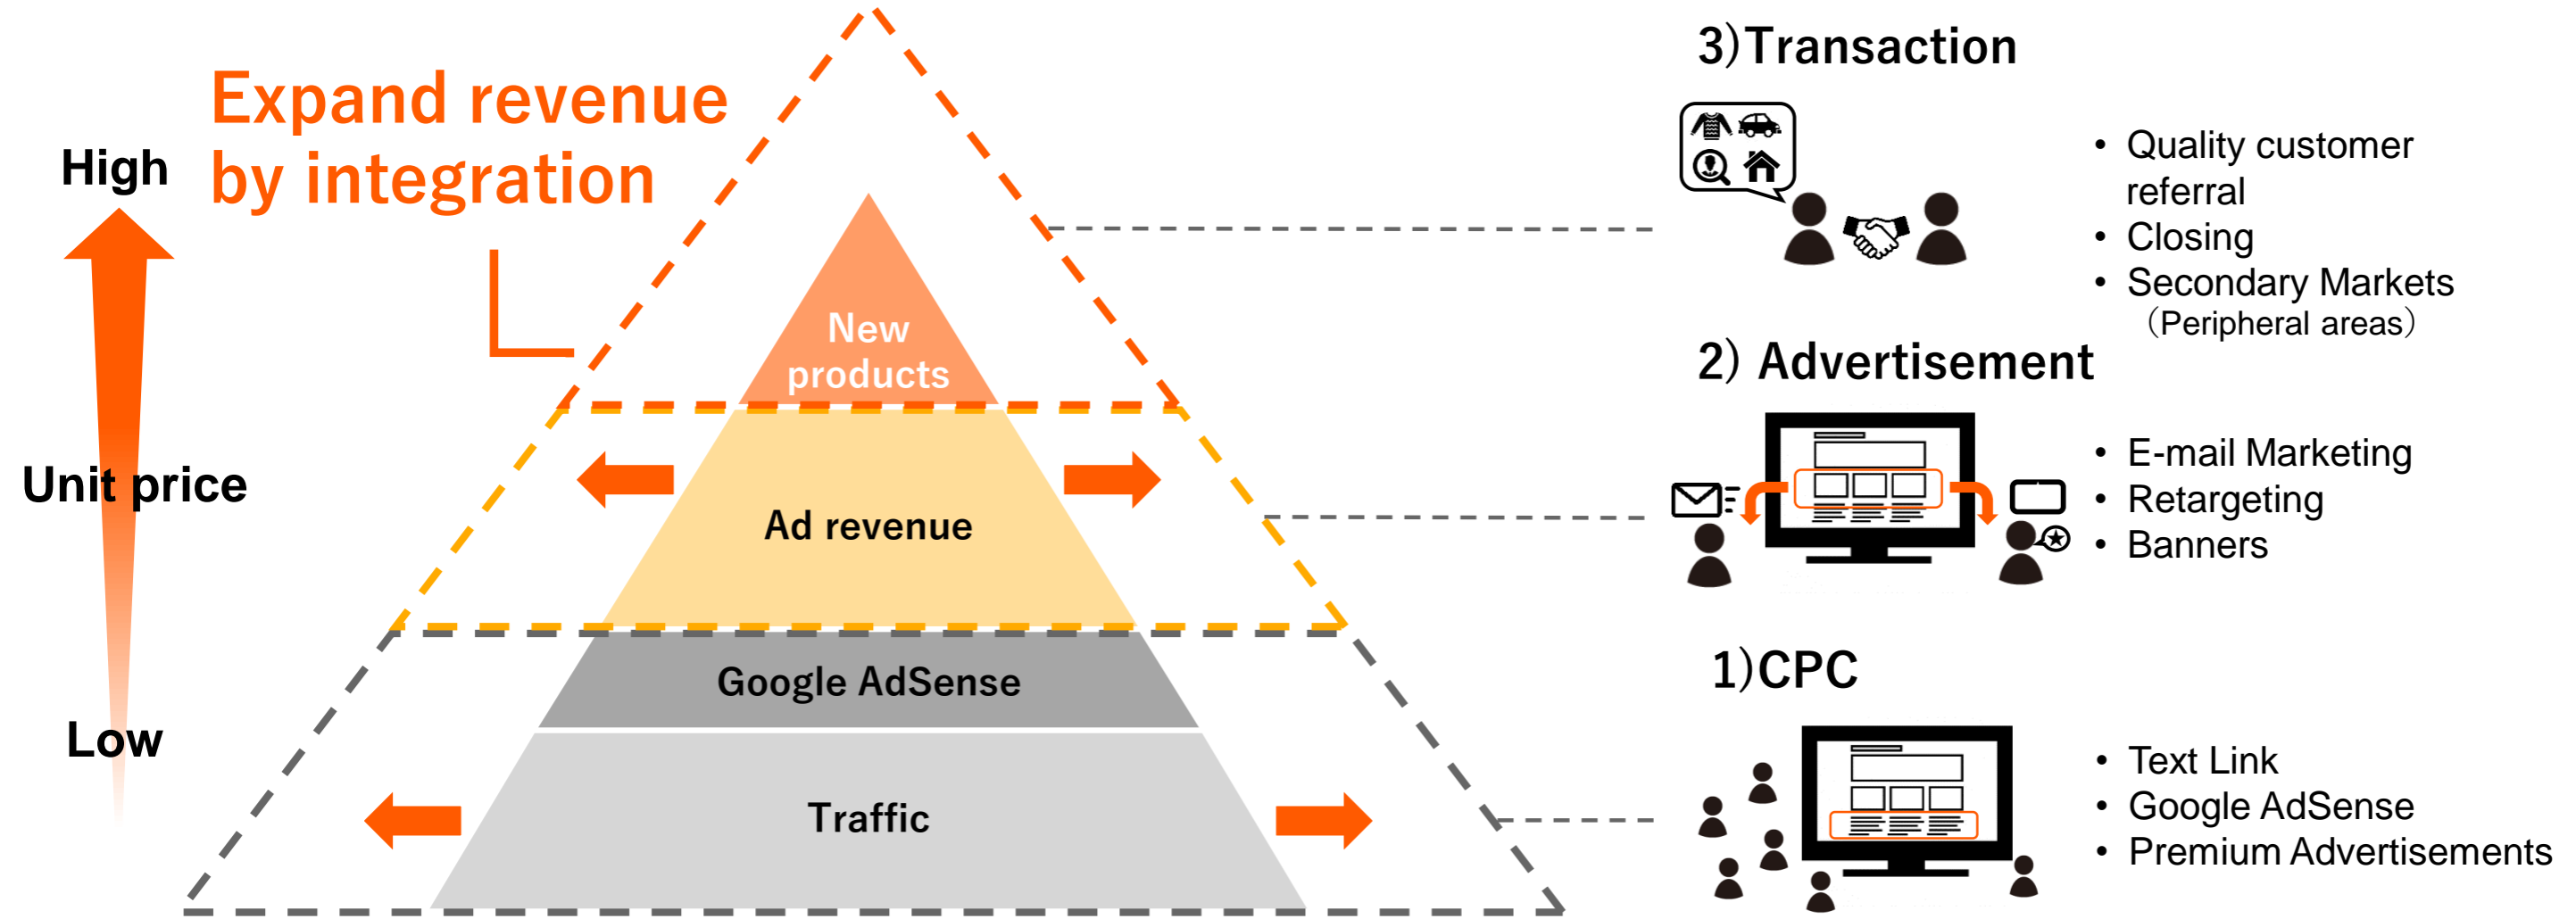 Expand revenue
by integration
High
Unit price
Low
New
products
Ad revenue
Google AdSense
Traffic
3)Transaction
• Quality customer
referral
• Closing
• Secondary Markets
（Peripheral areas）
2) Advertisement
• E-mail Marketing
• Retargeting
• Banners
1)CPC
• Text Link
• Google AdSense
• Premium Advertisements